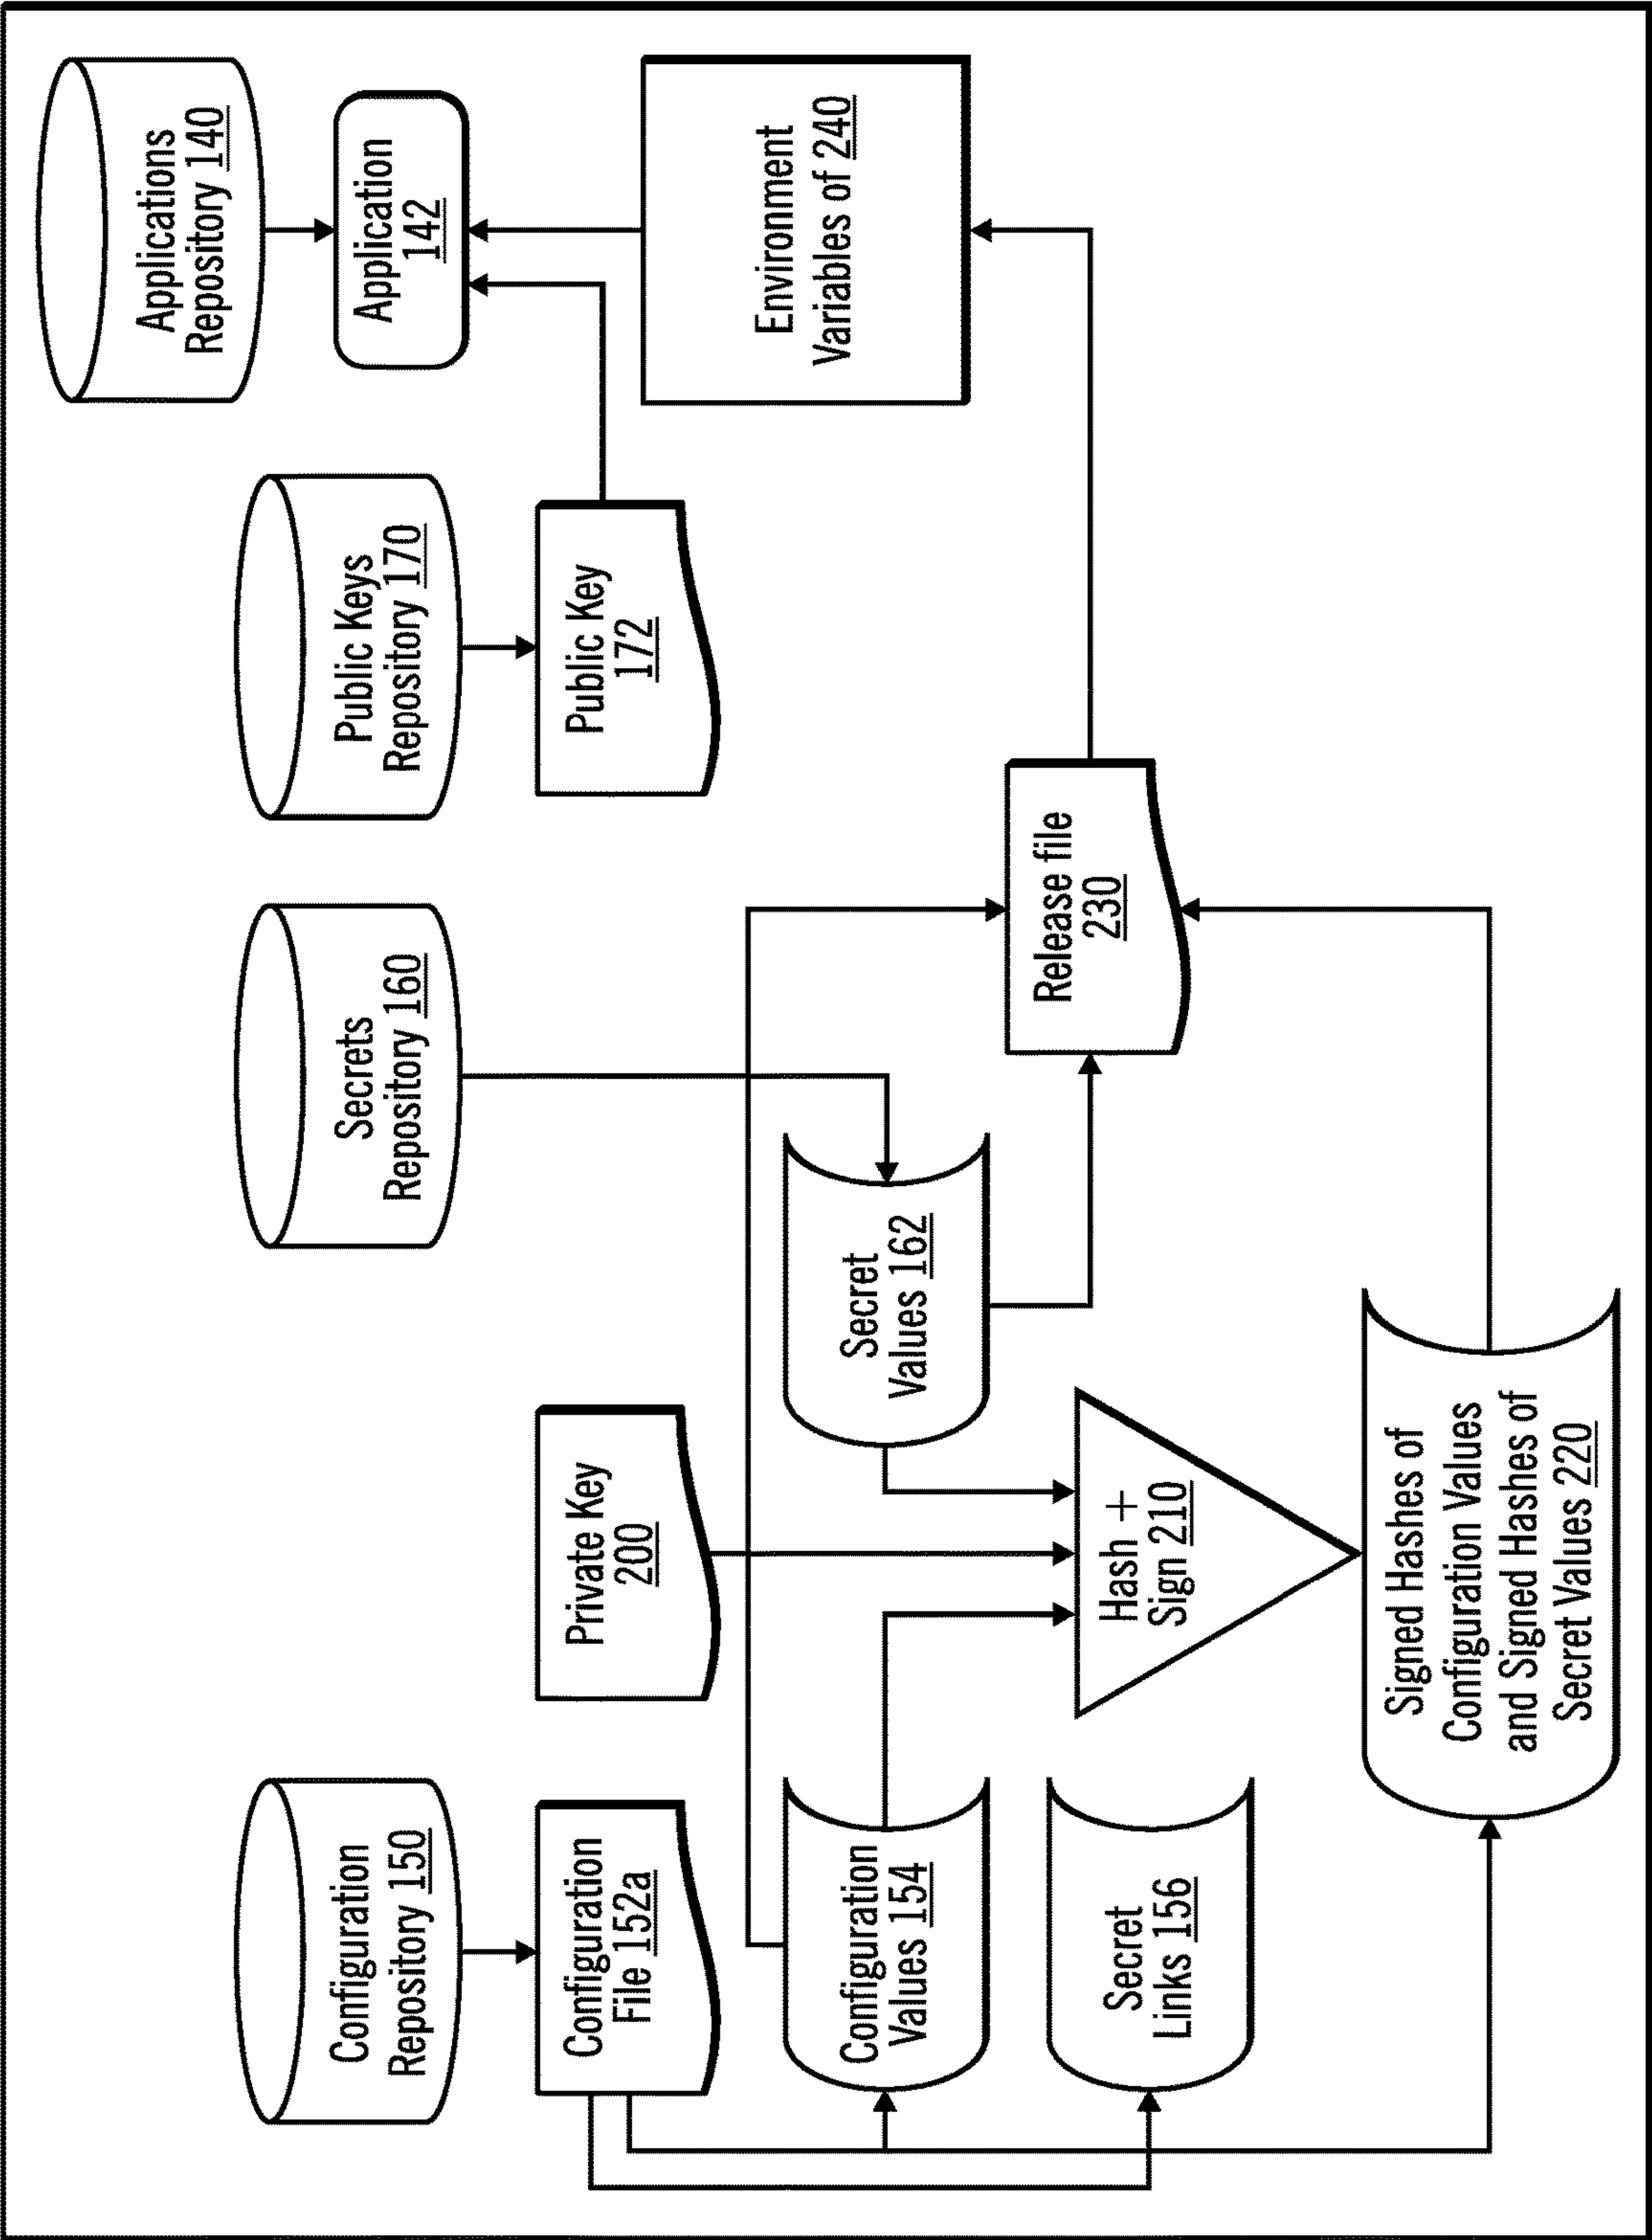 Configuration
Repository 150
Secrets
Repository 160
Public Keys
Repository 170
Applications
Repository 140
Configuration
File 152a
Private Key
200
Public Key
172
Application
142
Configuration
Values 154
Secret
Values 162
Environment
Variables of 240
Secret
Links 156
Hash +
Sign 210
Release file
230
Signed Hashes of
Configuration Values
and Signed Hashes of
Secret Values 220